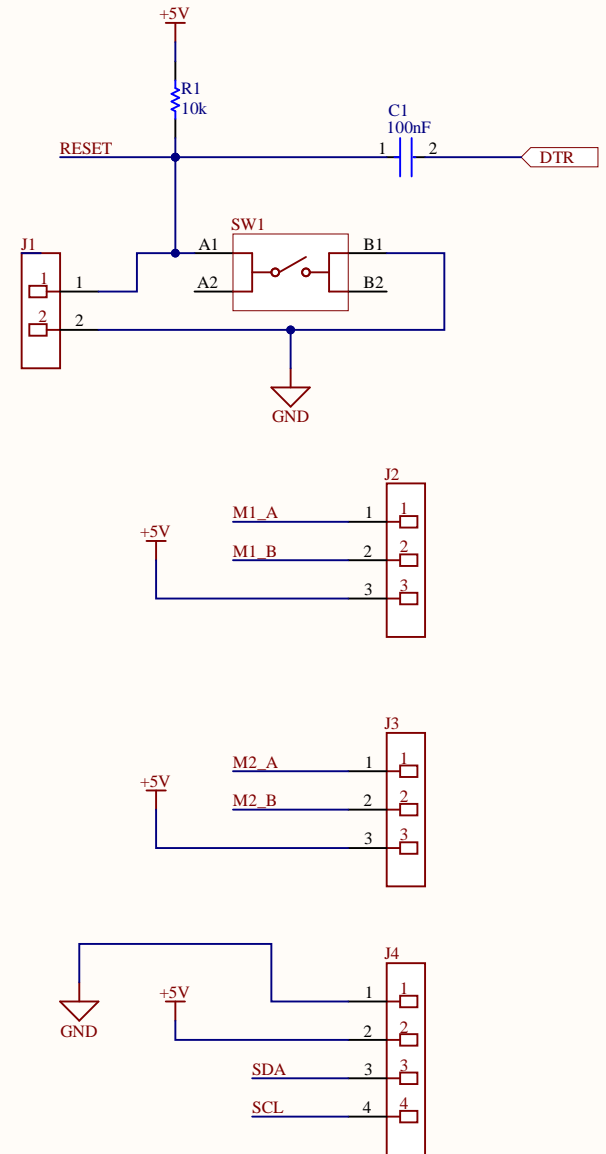 +5V
R1
10k
C1
100nF
RESET
1 2
DTR
SW1
J1
A1 B1
1 1
A2 B2
2 2
GND
J2
M1_A 1 1
+5V
M1_B 2 2
3 3
J3
M2_A 1 1
+5V
M2_B 2 2
3 3
J4
+5V
1 1
GND
2 2
SDA 3 3
SCL 4 4